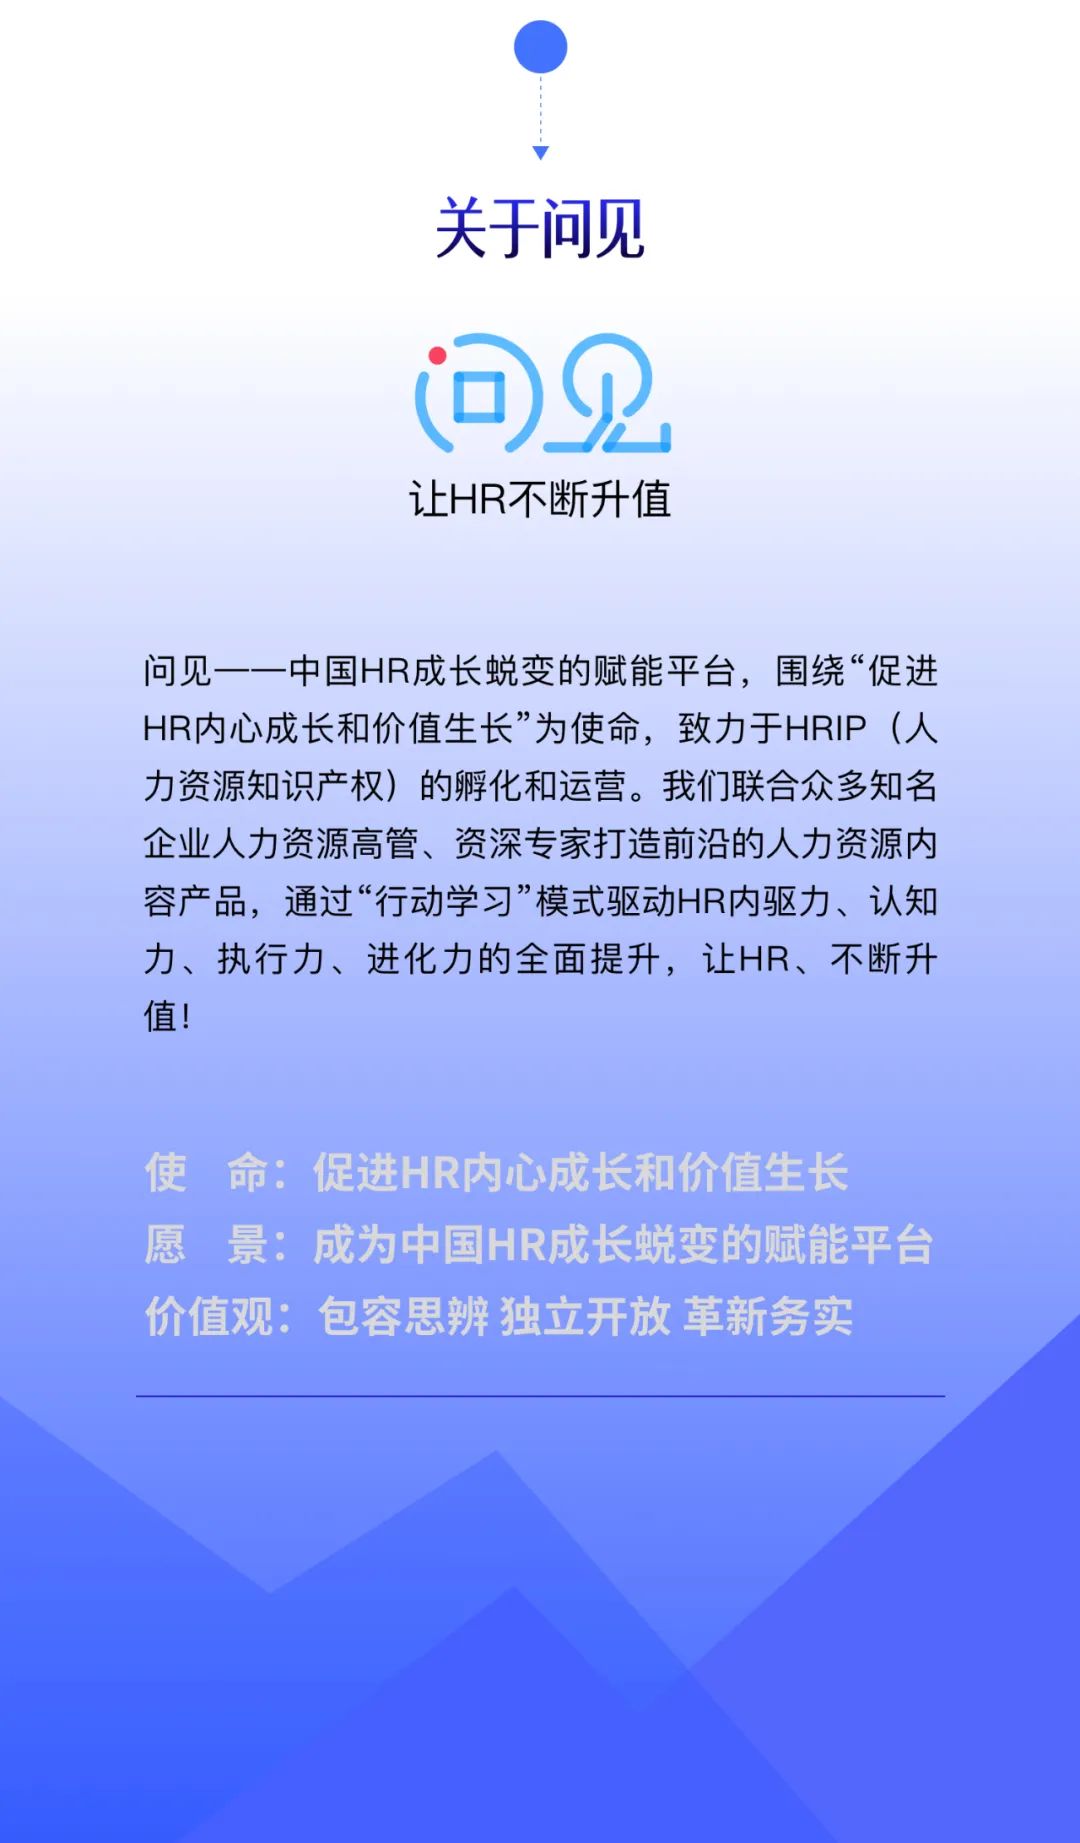 关于问见
问见
让HR不断升值
问见——中国HR成长蜕变的赋能平台，围绕“促进
HR内心成长和价值生长”为使命，致力于HRIP（人
力资源知识产权）的孵化和运营。我们联合众多知名
企业人力资源高管、资深专家打造前沿的人力资源内
容产品，通过“行动学习”模式驱动HR内驱力、认知
力、执行力、进化力的全面提升，让HR、不断升
值！
使　命：促进HR内心成长和价值生长
愿　景：成为中国HR成长蜕变的赋能平台
价值观：包容思辨 独立开放 革新务实